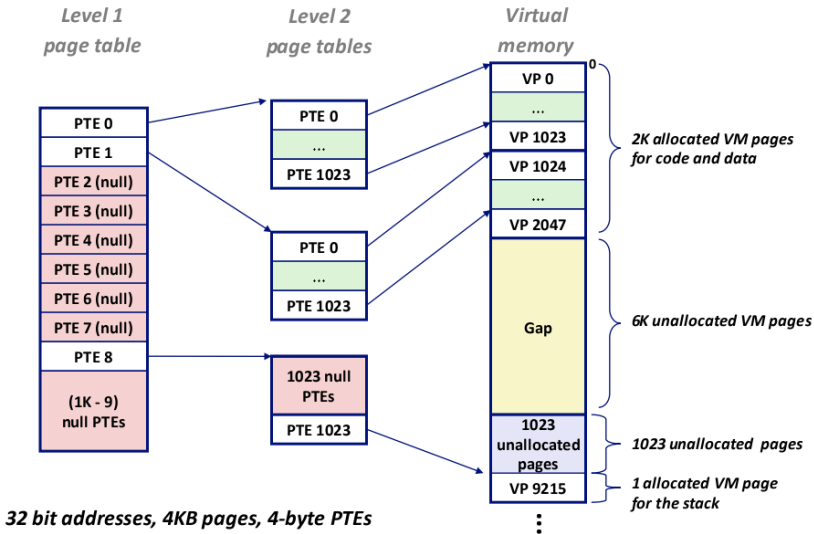 Level 1
page table
Level 2
page tables
Virtual
memory
PTE 0
PTE 1
PTE 2 (null)
PTE 3 (null)
PTE 4 (null)
PTE 5 (null)
PTE 6 (null)
PTE 7 (null)
PTE 8
(1K - 9)
null PTEs
PTE 0
...
PTE 1023
PTE 0
...
PTE 1023
1023 null
PTEs
PTE 1023
0
VP 0
...
VP 1023
VP 1024
...
VP 2047
Gap
1023
unallocated
pages
VP 9215
2K allocated VM pages
for code and data
6K unallocated VM pages
1023 unallocated pages
1 allocated VM page
for the stack
32 bit addresses, 4KB pages, 4-byte PTEs